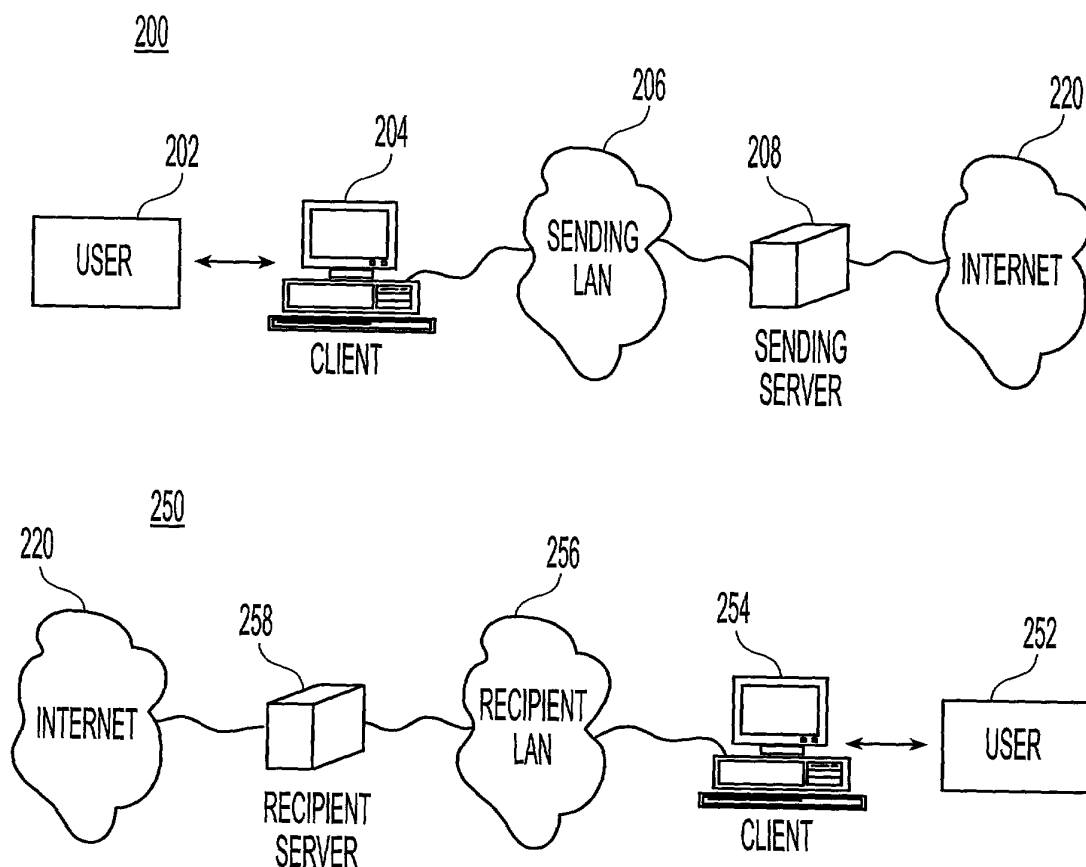 200
206
220
204
202
208
USER
SENDING
LAN
INTERNET
CLIENT
SENDING
SERVER
250
220
256
254
258
252
INTERNET
RECIPIENT
LAN
USER
RECIPIENT
SERVER
CLIENT